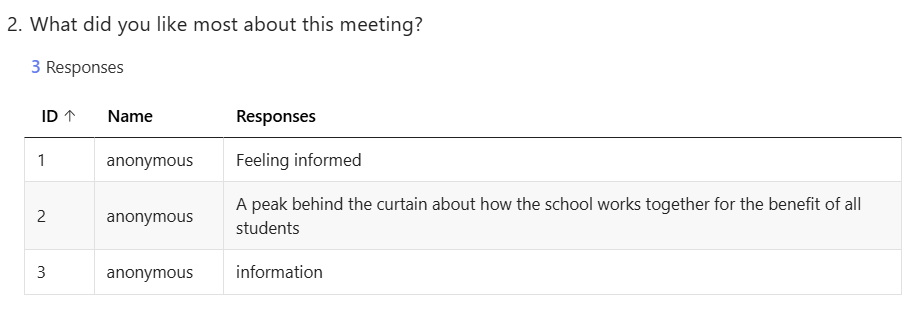 2. What did you like most about this meeting?
3 Responses
ID ↑ Name Responses
1 anonymous Feeling informed
2 anonymous A peak behind the curtain about how the school works together for the benefit of all
students
3 anonymous information